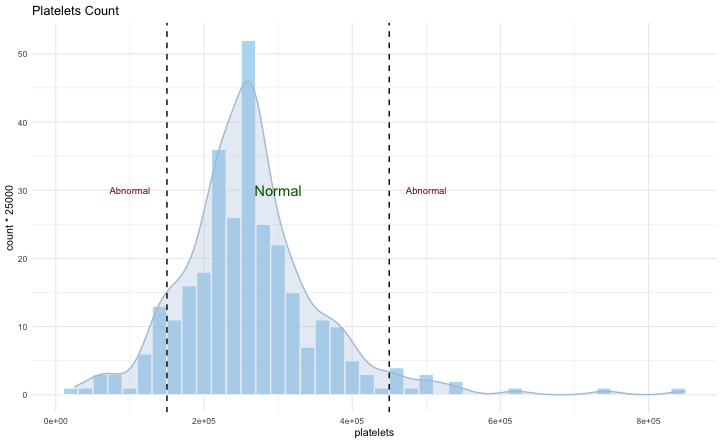 Platelets Count
50
40
30
20
10
0
count * 25000
Abnormal
Normal
Abnormal
0e+00
2e+05
4e+05
6e+05
8e+05
platelets